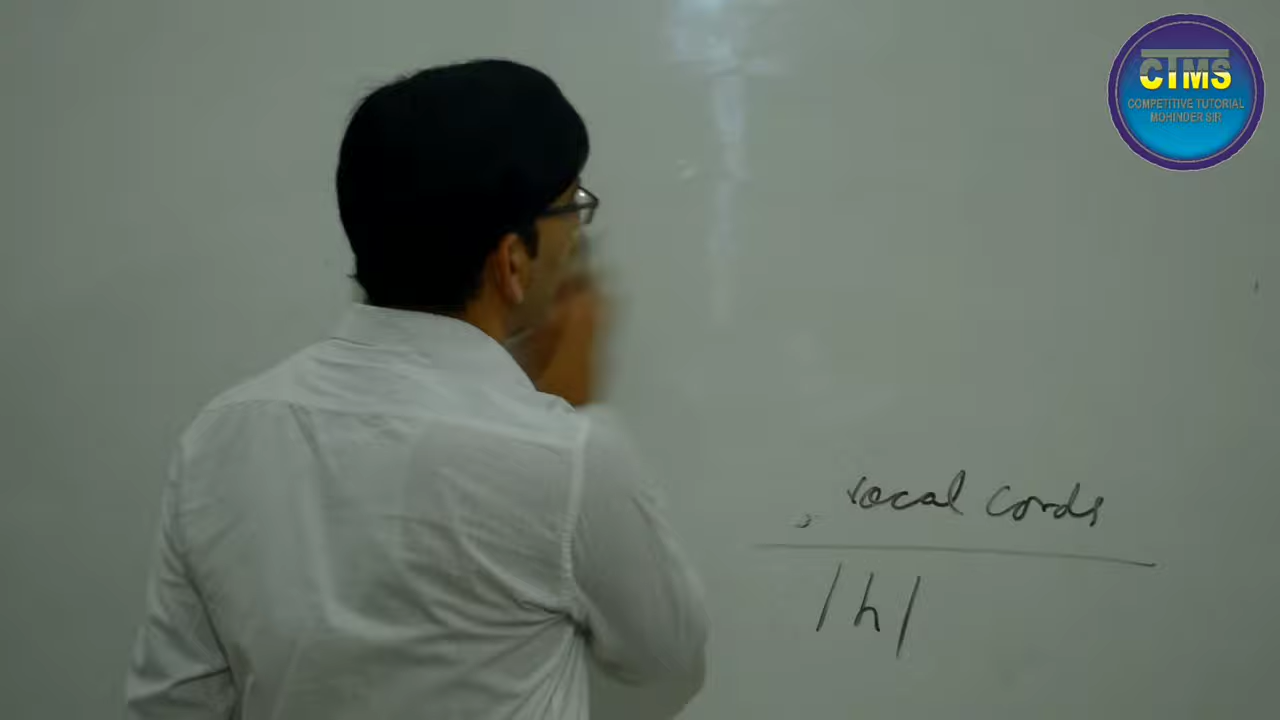 CTMS
COMPETITIVE TUTORIAL
MOHINDER SIR
vocal cords
/h/